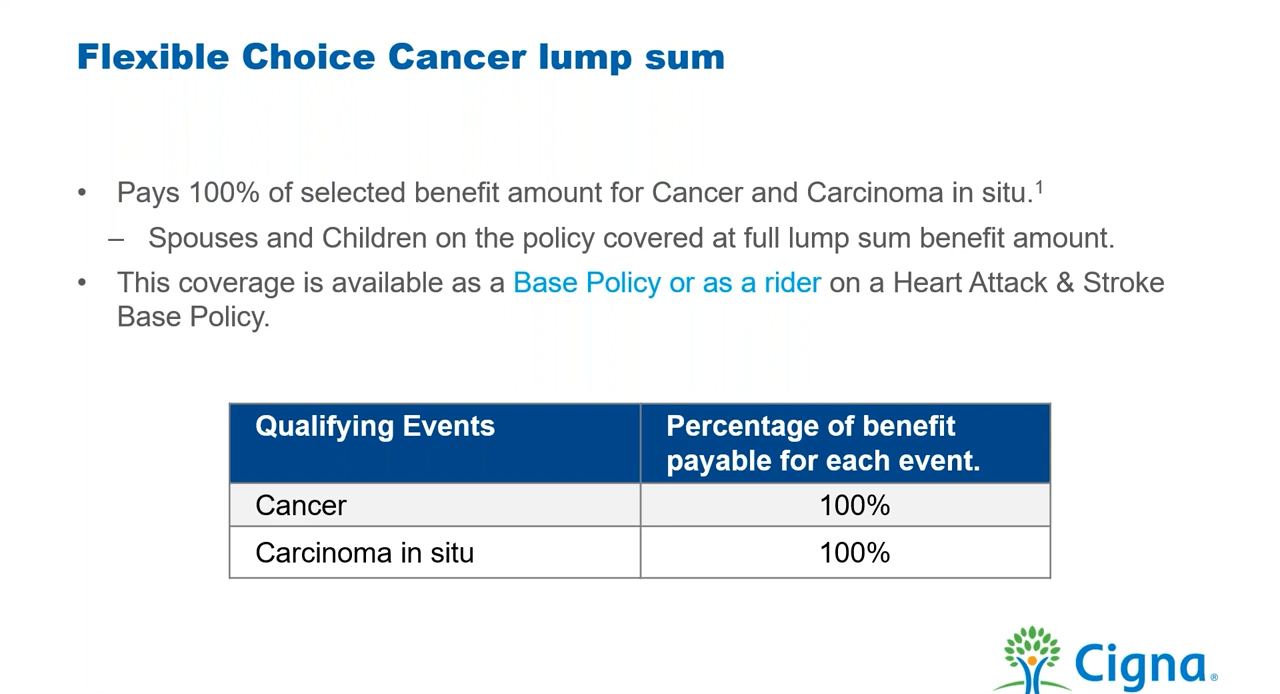 Flexible Choice Cancer lump sum
• Pays 100% of selected benefit amount for Cancer and Carcinoma in situ.¹
– Spouses and Children on the policy covered at full lump sum benefit amount.
• This coverage is available as a Base Policy or as a rider on a Heart Attack & Stroke
Base Policy.
Qualifying Events
Percentage of benefit
payable for each event.
Cancer 100%
Carcinoma in situ 100%
Cigna®